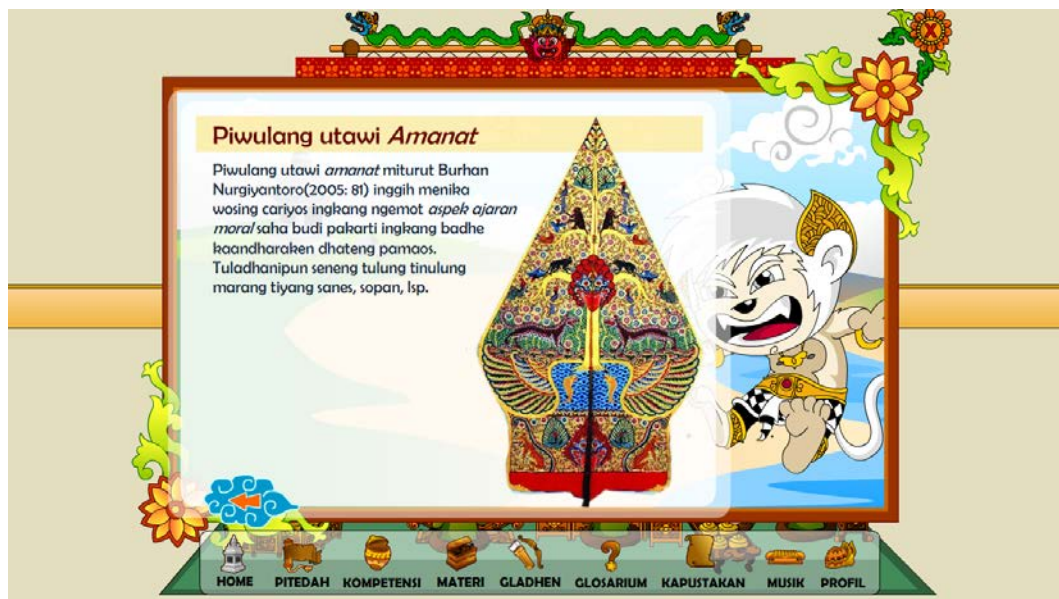 X
Piwulang utawi Amanat
Piwulang utawi amanat miturut Burhan
Nurgiyantoro(2005: 81) inggih menika
wosing cariyos ingkang ngemot aspek ajaran
moral saha budi pakarti ingkang badhe
kaandharaken dhateng pamaos.
Tuladhanipun seneng tulung tinulung
marang tiyang sanes, sopan, lsp.
HOME PITEDAH KOMPETENSI MATERI GLADHEN GLOSARIUM KAPUSTAKAN MUSIK PROFIL